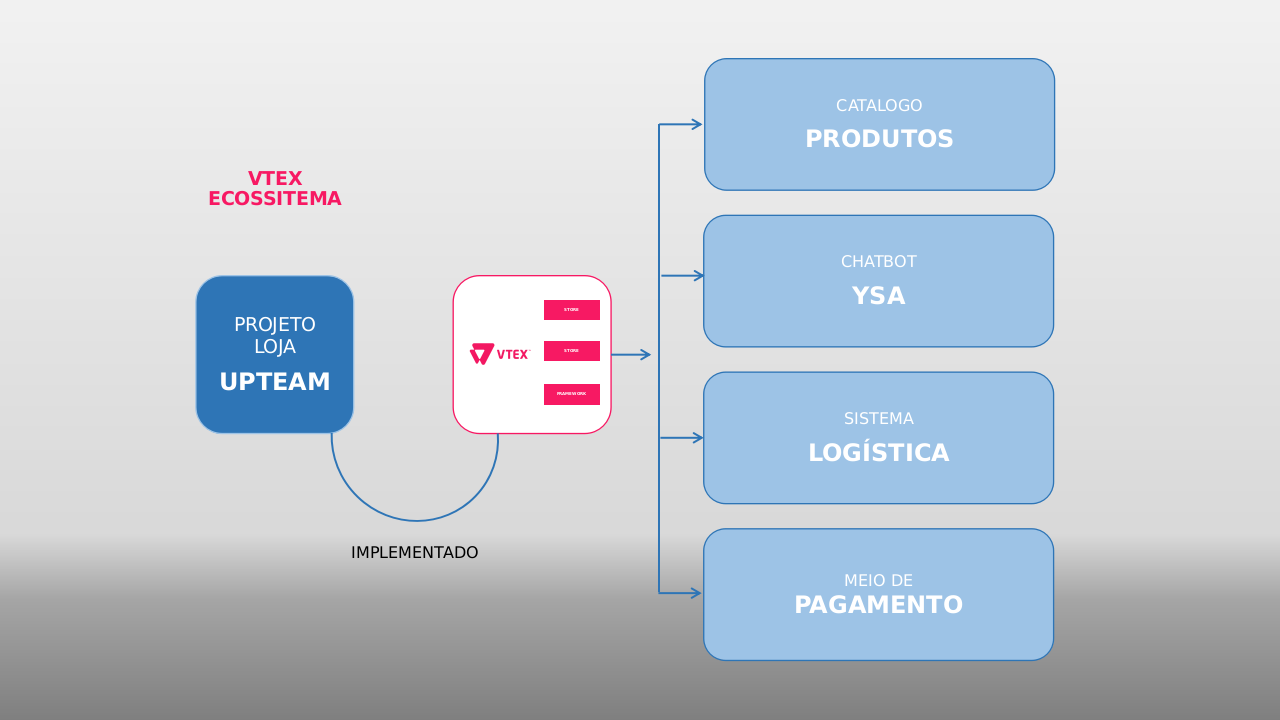 VTEX
ECOSSITEMA
PROJETO
LOJA
UPTEAM
VTEX
STORE
STORE
FRAMEWORK
IMPLEMENTADO
CATALOGO
PRODUTOS
CHATBOT
YSA
SISTEMA
LOGÍSTICA
MEIO DE
PAGAMENTO